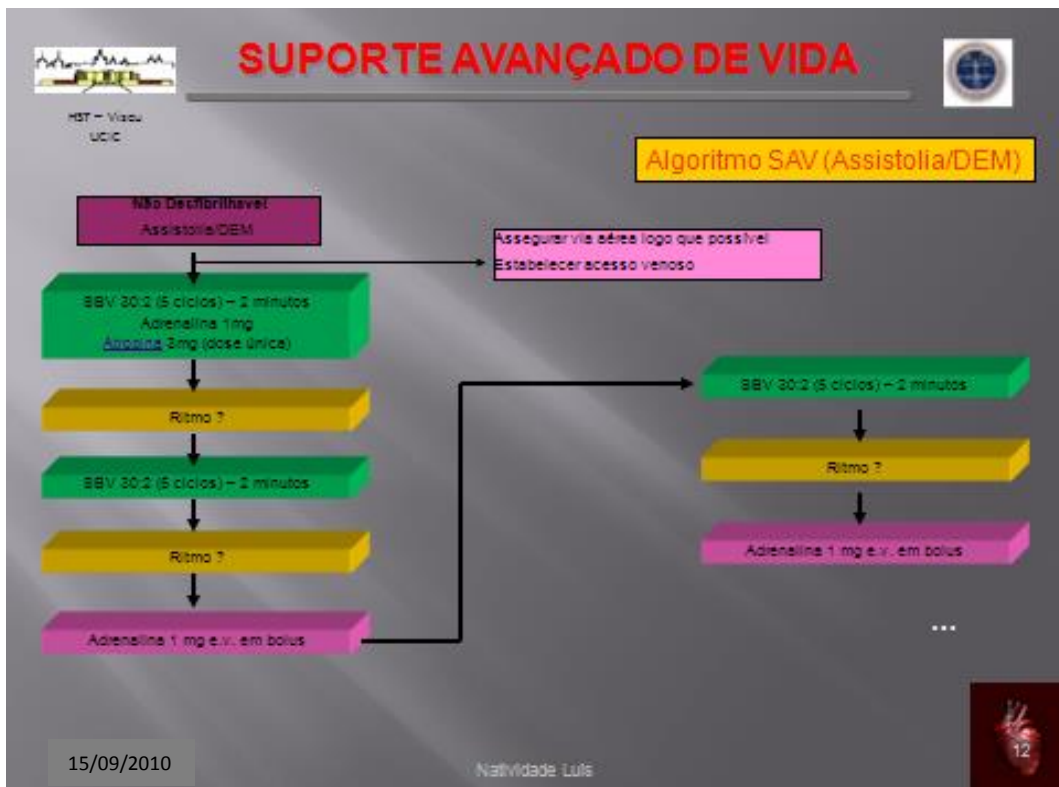 SUPORTE AVANÇADO DE VIDA
HST – Viseu
UCIC
Algoritmo SAV (Assistolia/DEM)
Não Desfibrilhavel
Assistolia/DEM
Assegurar via aérea logo que possível
Estabelecer acesso venoso
SBV 30:2 (5 ciclos) – 2 minutos
Adrenalina 1mg
Atropina 3mg (dose única)
Ritmo ?
SBV 30:2 (5 ciclos) – 2 minutos
Ritmo ?
Adrenalina 1 mg e.v. em bolus
SBV 30:2 (5 ciclos) – 2 minutos
Ritmo ?
Adrenalina 1 mg e.v. em bolus
...
15/09/2010
Natividade Luis
12